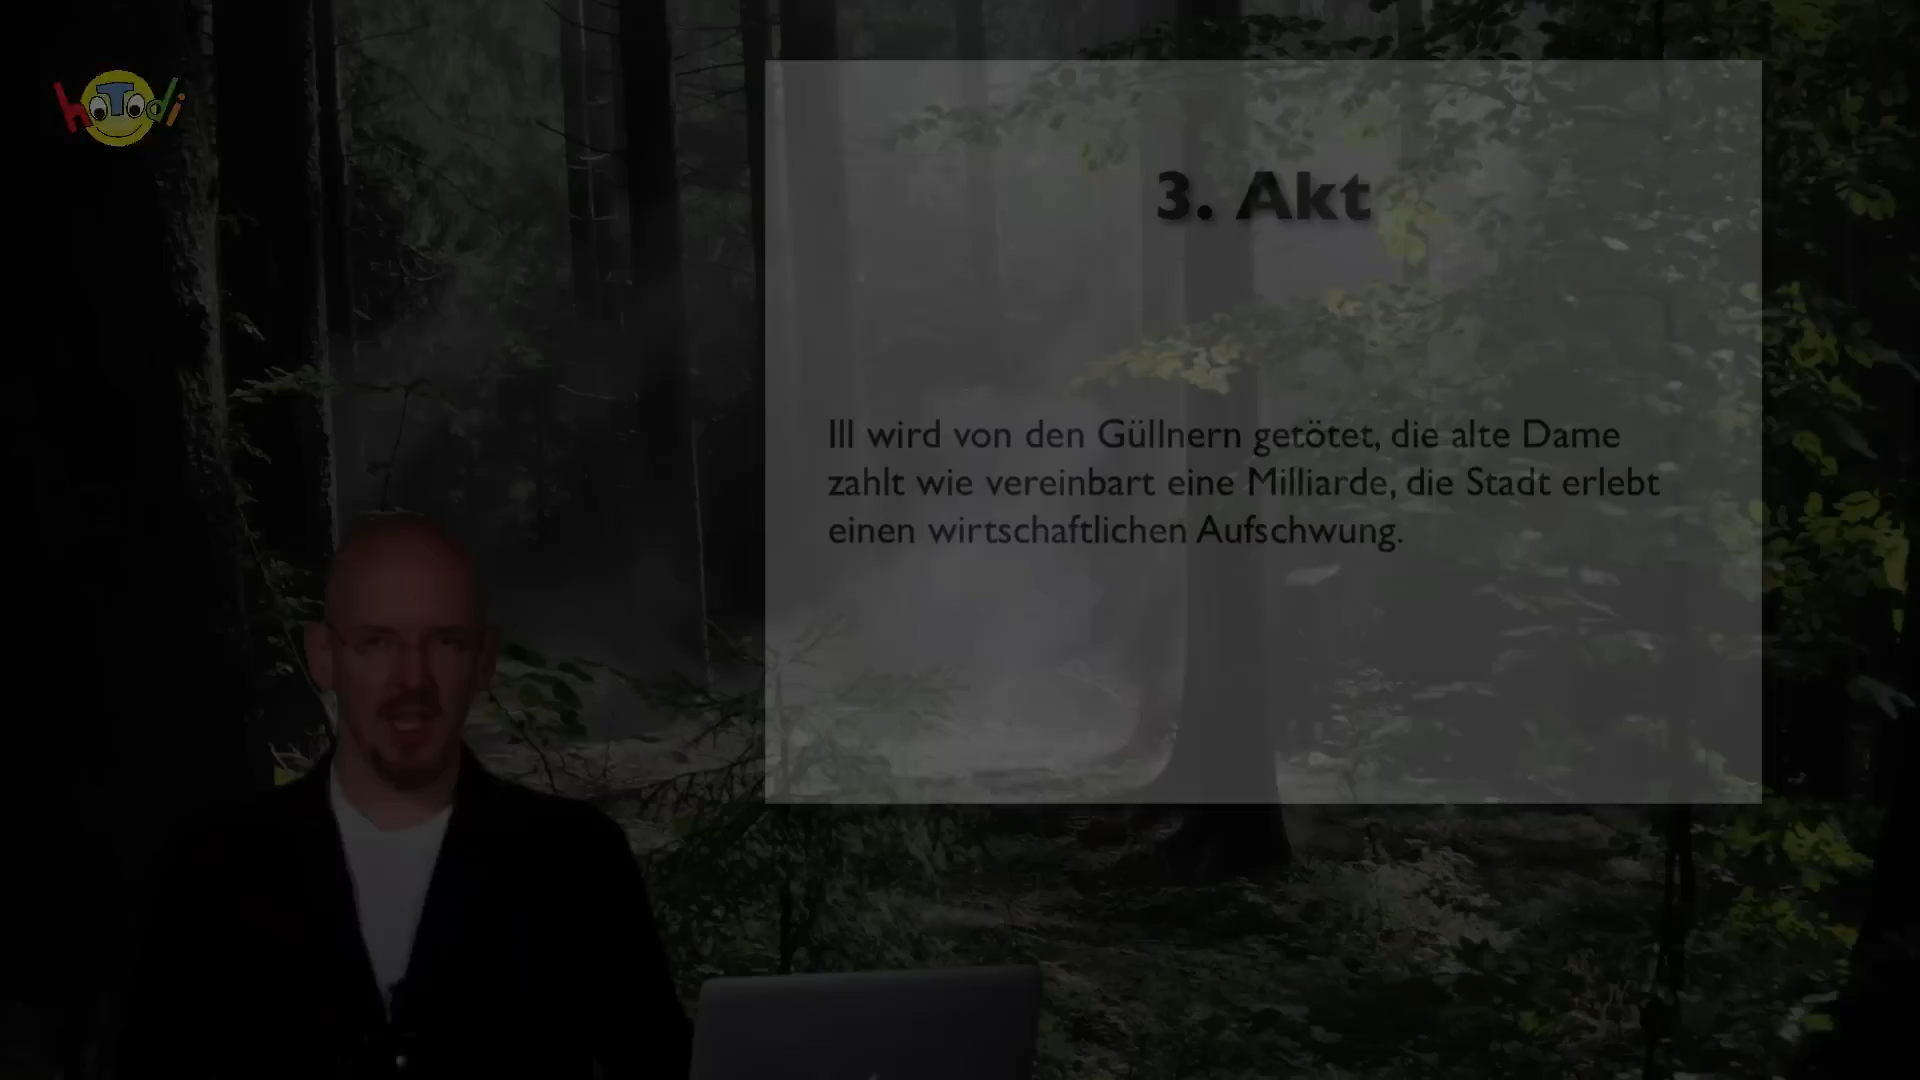 hoTodi
3. Akt
Ill wird von den Güllnern getötet, die alte Dame
zahlt wie vereinbart eine Milliarde, die Stadt erlebt
einen wirtschaftlichen Aufschwung.